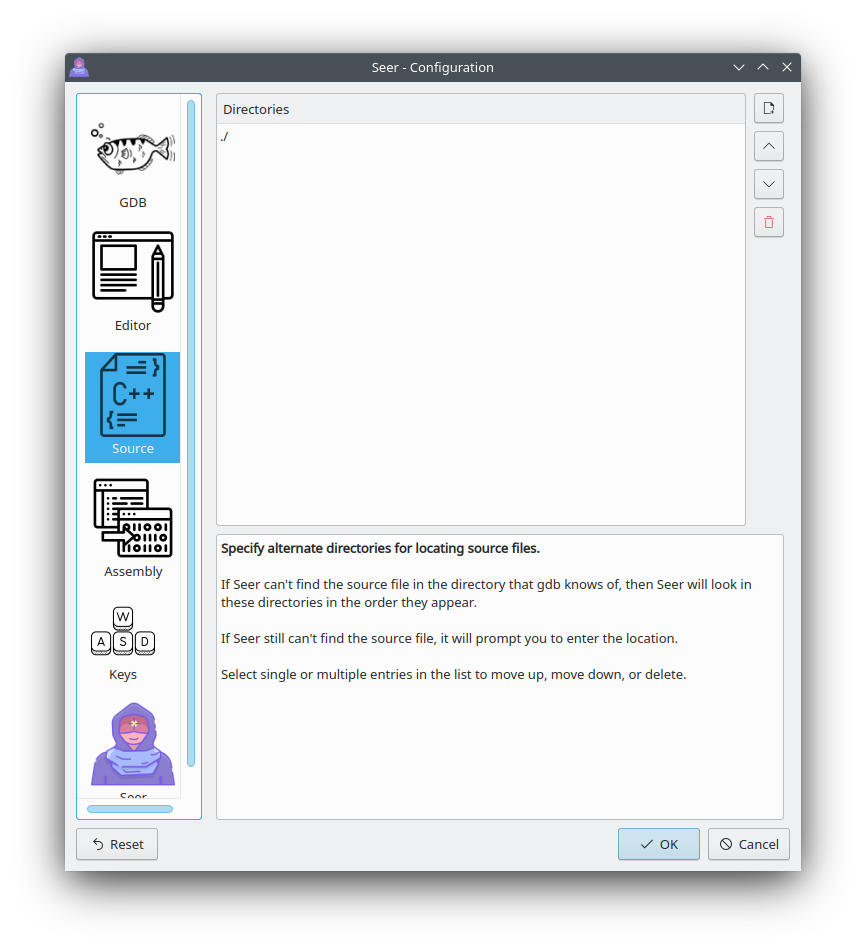 Seer - Configuration
GDB
Editor
C++
Source
Assembly
W
A S D
Keys
Seer
Directories
./
Specify alternate directories for locating source files.
If Seer can't find the source file in the directory that gdb knows of, then Seer will look in
these directories in the order they appear.
If Seer still can't find the source file, it will prompt you to enter the location.
Select single or multiple entries in the list to move up, move down, or delete.
Reset
OK
Cancel